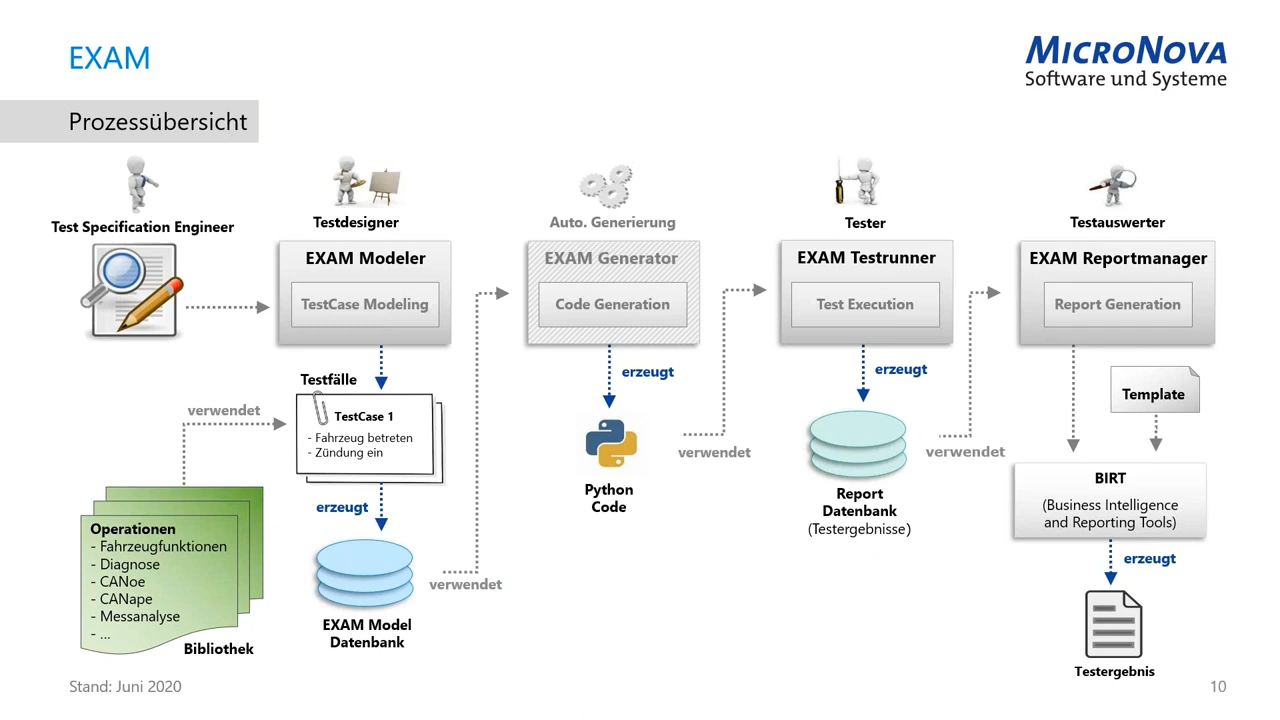 EXAM
MICRONOVA
Software und Systeme
Prozessübersicht
Test Specification Engineer
Testdesigner
EXAM Modeler
TestCase Modeling
Auto. Generierung
EXAM Generator
Code Generation
Tester
EXAM Testrunner
Test Execution
Testauswerter
EXAM Reportmanager
Report Generation
verwendet
Testfälle
TestCase 1
- Fahrzeug betreten
- Zündung ein
erzeugt
EXAM Model
Datenbank
Operationen
- Fahrzeugfunktionen
- Diagnose
- CANoe
- CANape
- Messanalyse
- ...
Bibliothek
verwendet
erzeugt
Python
Code
verwendet
erzeugt
Report
Datenbank
(Testergebnisse)
verwendet
Template
BIRT
(Business Intelligence
and Reporting Tools)
erzeugt
Testergebnis
Stand: Juni 2020
10